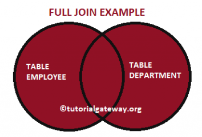 FULL JOIN EXAMPLE
TABLE
EMPLOYEE
TABLE
DEPARTMENT
©tutorialgateway.org